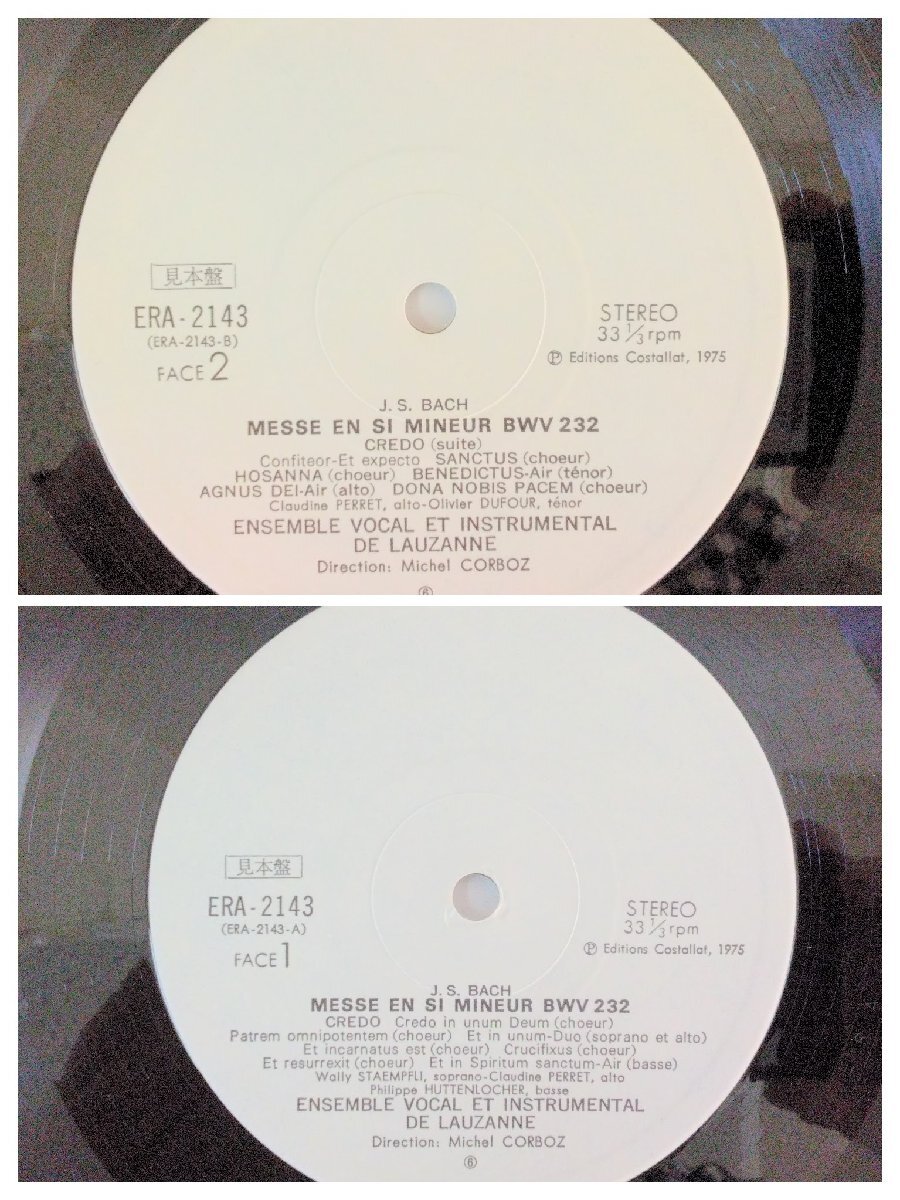 見本盤
ERA-2143
(ERA-2143-B)
FACE 2
STEREO
33 1/3 rpm
Ⓟ Editions Costallat, 1975
J. S. BACH
MESSE EN SI MINEUR BWV 232
CREDO (suite)
Confiteor-Et expecto SANCTUS (choeur)
HOSANNA (choeur) BENEDICTUS-Air (ténor)
AGNUS DEI-Air (alto) DONA NOBIS PACEM (choeur)
Claudine PERRET, alto-Olivier DUFOUR, ténor
ENSEMBLE VOCAL ET INSTRUMENTAL
DE LAUZANNE
Direction: Michel CORBOZ
⑥
見本盤
ERA-2143
(ERA-2143-A)
FACE 1
STEREO
33 1/3 rpm
Ⓟ Editions Costallat, 1975
J. S. BACH
MESSE EN SI MINEUR BWV 232
CREDO Credo in unum Deum (choeur)
Patrem omnipotentem (choeur) Et in unum-Duo (soprano et alto)
Et incarnatus est (choeur) Crucifixus (choeur)
Et resurrexit (choeur) Et in Spiritum sanctum-Air (basse)
Wally STAEMPFLI, soprano-Claudine PERRET, alto
Philippe HUTTENLOCHER, basse
ENSEMBLE VOCAL ET INSTRUMENTAL
DE LAUZANNE
Direction: Michel CORBOZ
⑥